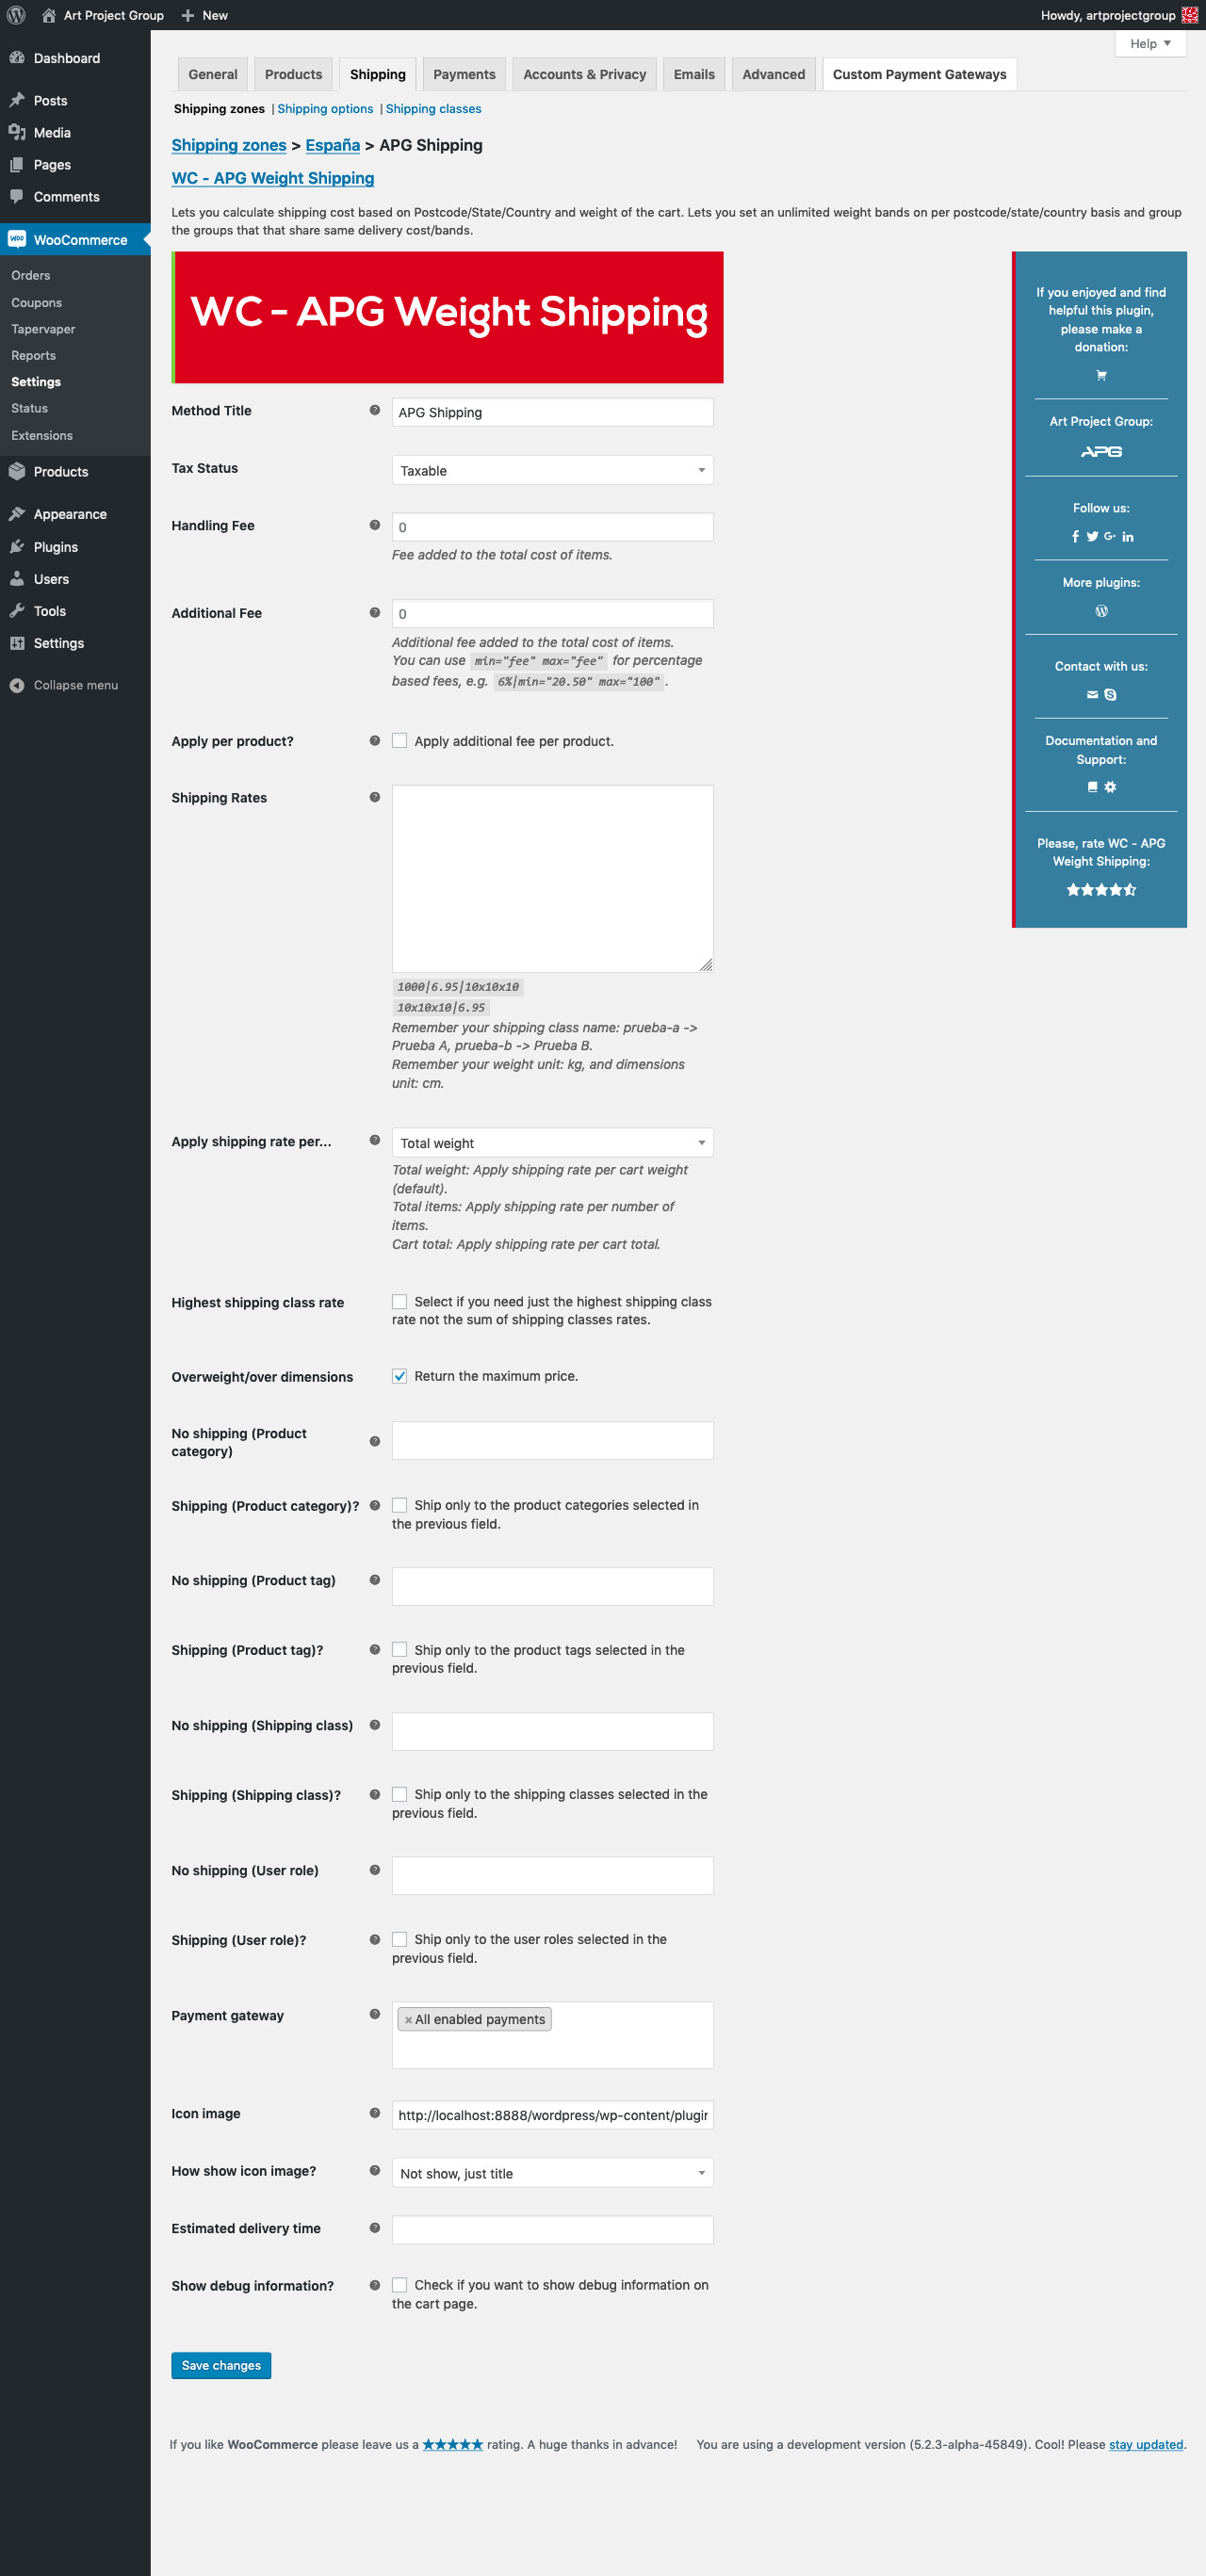 Art Project Group
New
Howdy, artprojectgroup
Help
Dashboard
Posts
Media
Pages
Comments
WooCommerce
Orders
Coupons
Tapervaper
Reports
Settings
Status
Extensions
Products
Appearance
Plugins
Users
Tools
Settings
Collapse menu
General
Products
Shipping
Payments
Accounts & Privacy
Emails
Advanced
Custom Payment Gateways
Shipping zones | Shipping options | Shipping classes
Shipping zones > España > APG Shipping
WC - APG Weight Shipping
Lets you calculate shipping cost based on Postcode/State/Country and weight of the cart. Lets you set an unlimited weight bands on per postcode/state/country basis and group
the groups that that share same delivery cost/bands.
WC - APG Weight Shipping
Method Title
APG Shipping
Tax Status
Taxable
Handling Fee
0
Fee added to the total cost of items.
Additional Fee
0
Additional fee added to the total cost of items.
You can use min="fee" max="fee" for percentage
based fees, e.g. 6%|min="20.50" max="100".
Apply per product?
Apply additional fee per product.
Shipping Rates
1000|6.95|10x10x10
10x10x10|6.95
Remember your shipping class name: prueba-a ->
Prueba A, prueba-b -> Prueba B.
Remember your weight unit: kg, and dimensions
unit: cm.
Apply shipping rate per...
Total weight
Total weight: Apply shipping rate per cart weight
(default).
Total items: Apply shipping rate per number of
items.
Cart total: Apply shipping rate per cart total.
Highest shipping class rate
Select if you need just the highest shipping class
rate not the sum of shipping classes rates.
Overweight/over dimensions
Return the maximum price.
No shipping (Product
category)
Shipping (Product category)?
Ship only to the product categories selected in
the previous field.
No shipping (Product tag)
Shipping (Product tag)?
Ship only to the product tags selected in the
previous field.
No shipping (Shipping class)
Shipping (Shipping class)?
Ship only to the shipping classes selected in the
previous field.
No shipping (User role)
Shipping (User role)?
Ship only to the user roles selected in the
previous field.
Payment gateway
×All enabled payments
Icon image
http://localhost:8888/wordpress/wp-content/plugin
How show icon image?
Not show, just title
Estimated delivery time
Show debug information?
Check if you want to show debug information on
the cart page.
Save changes
If you enjoyed and find
helpful this plugin,
please make a
donation:
Art Project Group:
APG
Follow us:
More plugins:
Contact with us:
Documentation and
Support:
Please, rate WC - APG
Weight Shipping:
If you like WooCommerce please leave us a ★★★★★ rating. A huge thanks in advance!
You are using a development version (5.2.3-alpha-45849). Cool! Please stay updated.